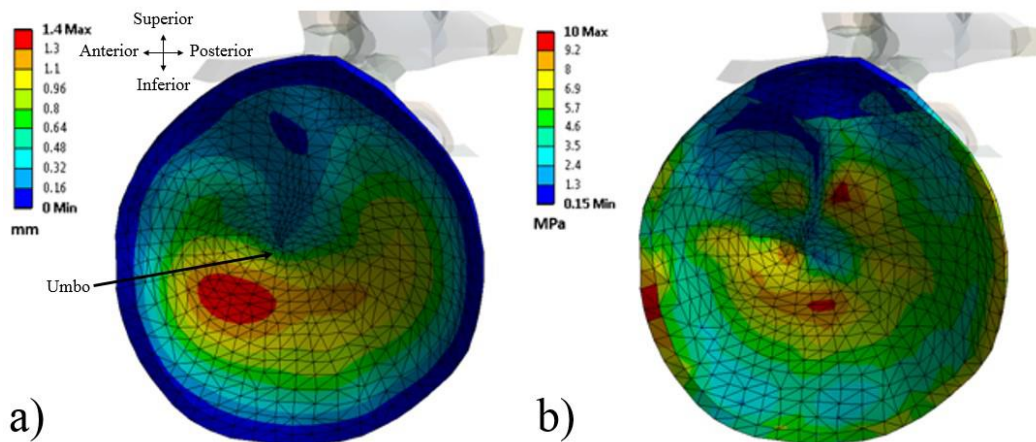 1.4 Max
1.3
1.1
0.96
0.8
0.64
0.48
0.32
0.16
0 Min
mm
Superior
Anterior
Posterior
Inferior
Umbo
a)
10 Max
9.2
8
6.9
5.7
4.6
3.5
2.4
1.3
0.15 Min
MPa
b)